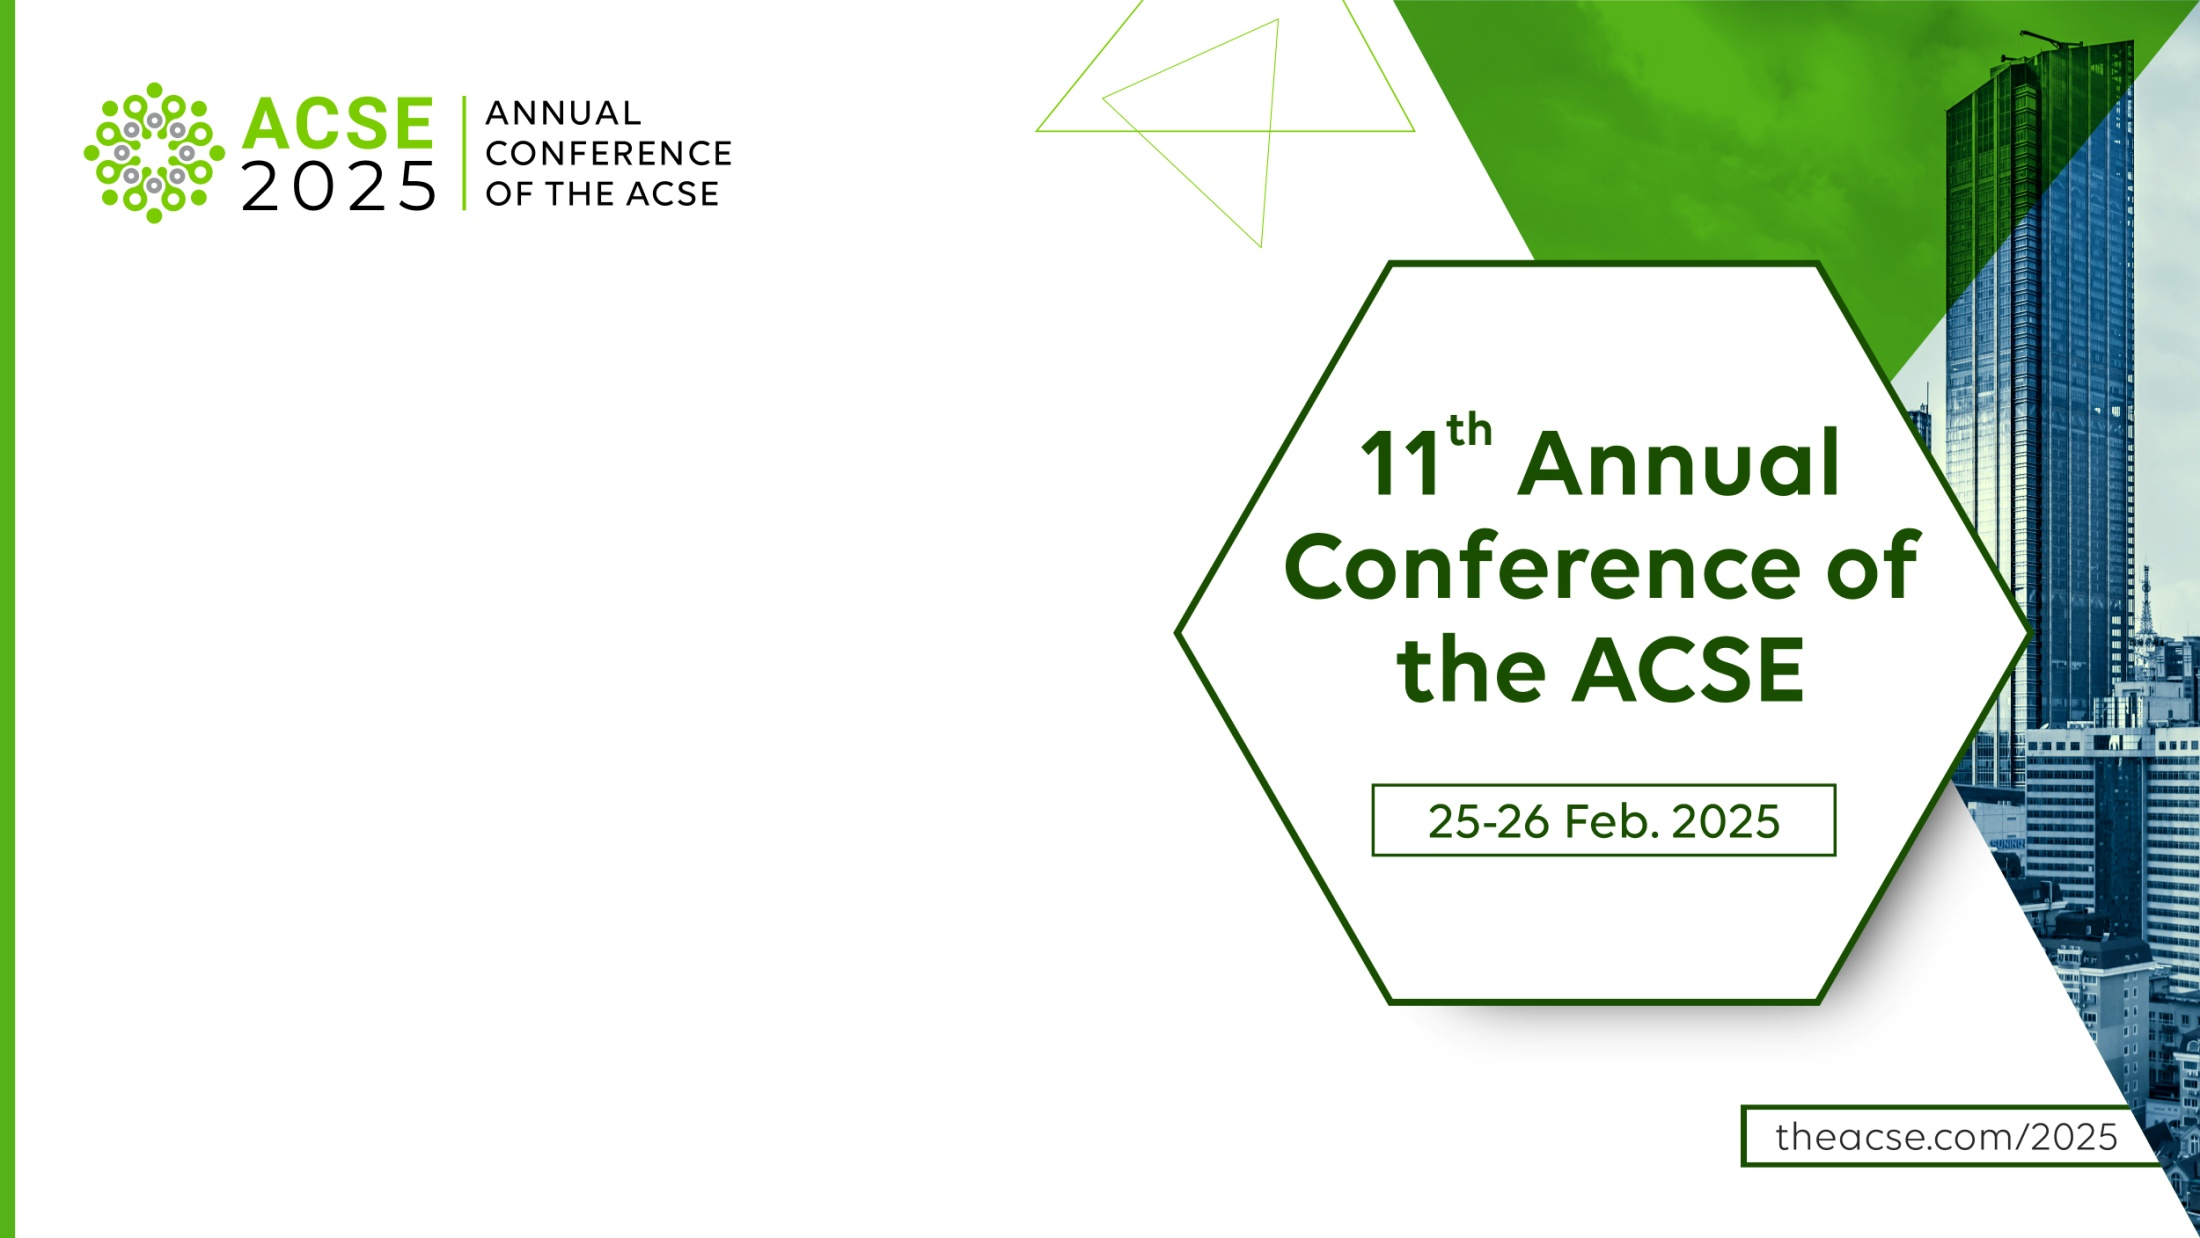 ACSE
2025
ANNUAL
CONFERENCE
OF THE ACSE
11th Annual
Conference of
the ACSE
25-26 Feb. 2025
SUNING
theacse.com/2025